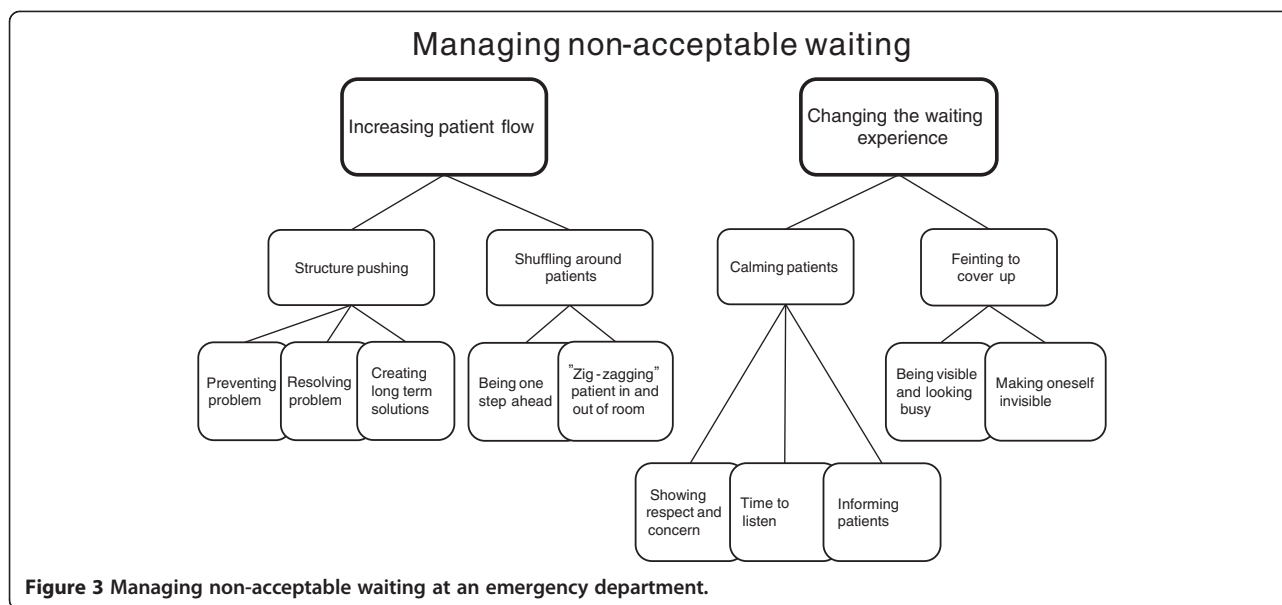 Managing non-acceptable waiting
Increasing patient flow
Changing the waiting
experience
Structure pushing
Shuffling around
patients
Calming patients
Feinting to
cover up
Preventing
problem
Resolving
problem
Creating
long term
solutions
Being one
step ahead
"Zig-zagging"
patient in and
out of room
Being visible
and looking
busy
Making oneself
invisible
Showing
respect and
concern
Time to
listen
Informing
patients
Figure 3 Managing non-acceptable waiting at an emergency department.